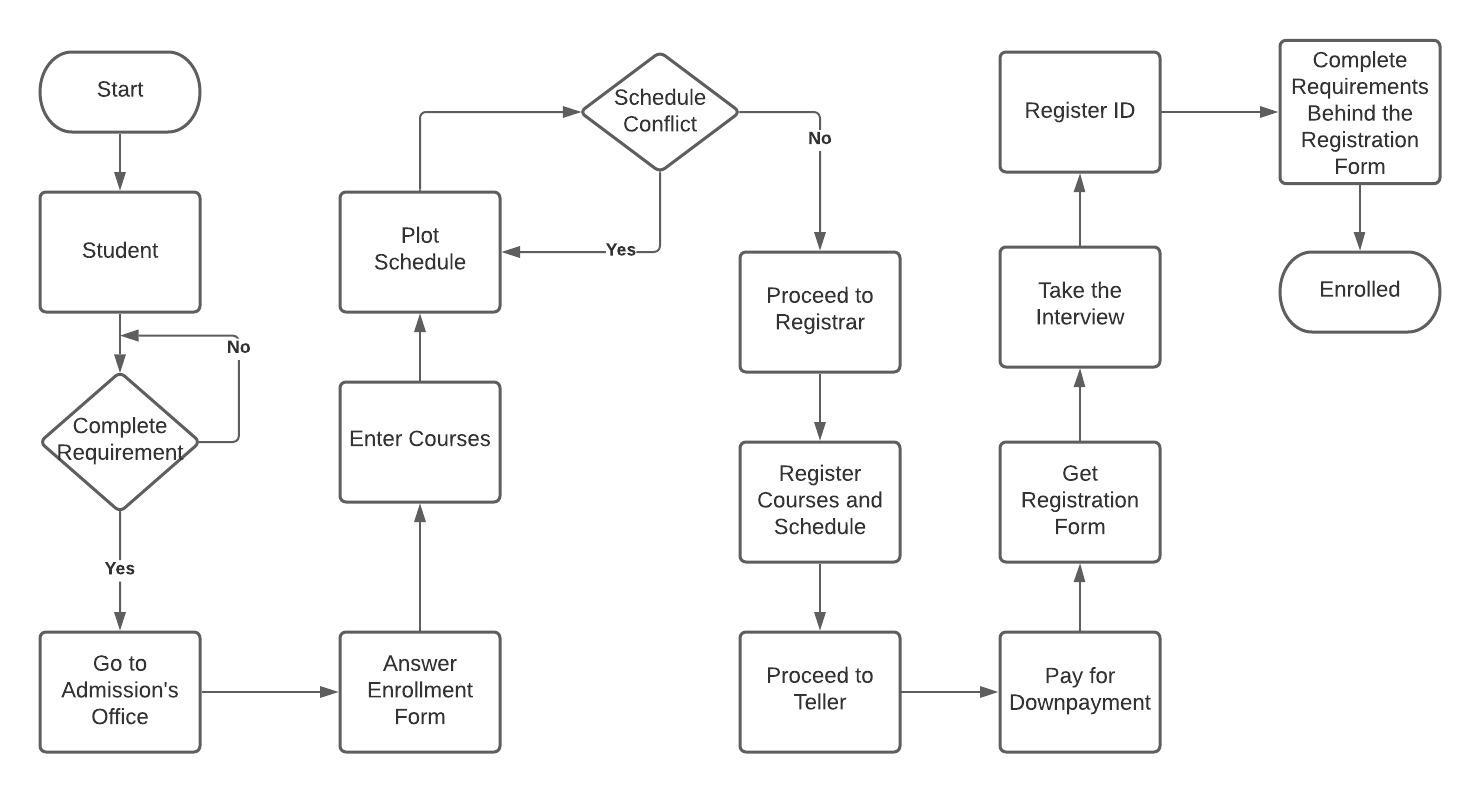 Start
Student
No
Complete
Requirement
Yes
Go to
Admission's
Office
Answer
Enrollment
Form
Enter Courses
Plot
Schedule
Schedule
Conflict
Yes
No
Proceed to
Registrar
Register
Courses and
Schedule
Proceed to
Teller
Pay for
Downpayment
Get
Registration
Form
Take the
Interview
Register ID
Complete
Requirements
Behind the
Registration
Form
Enrolled